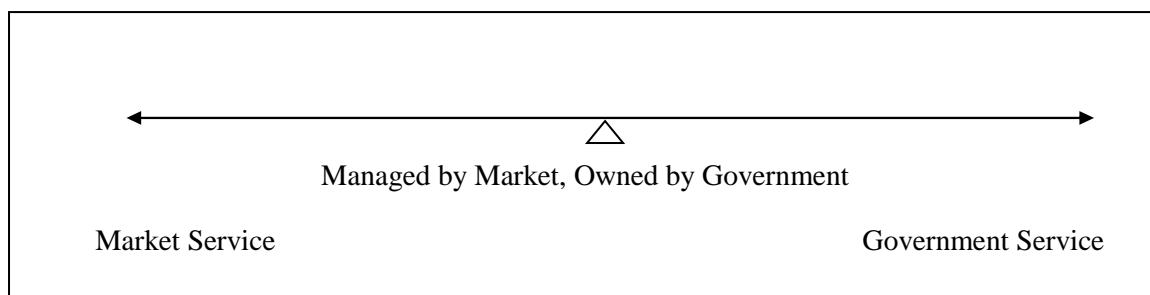 Managed by Market, Owned by Government
Market Service
Government Service